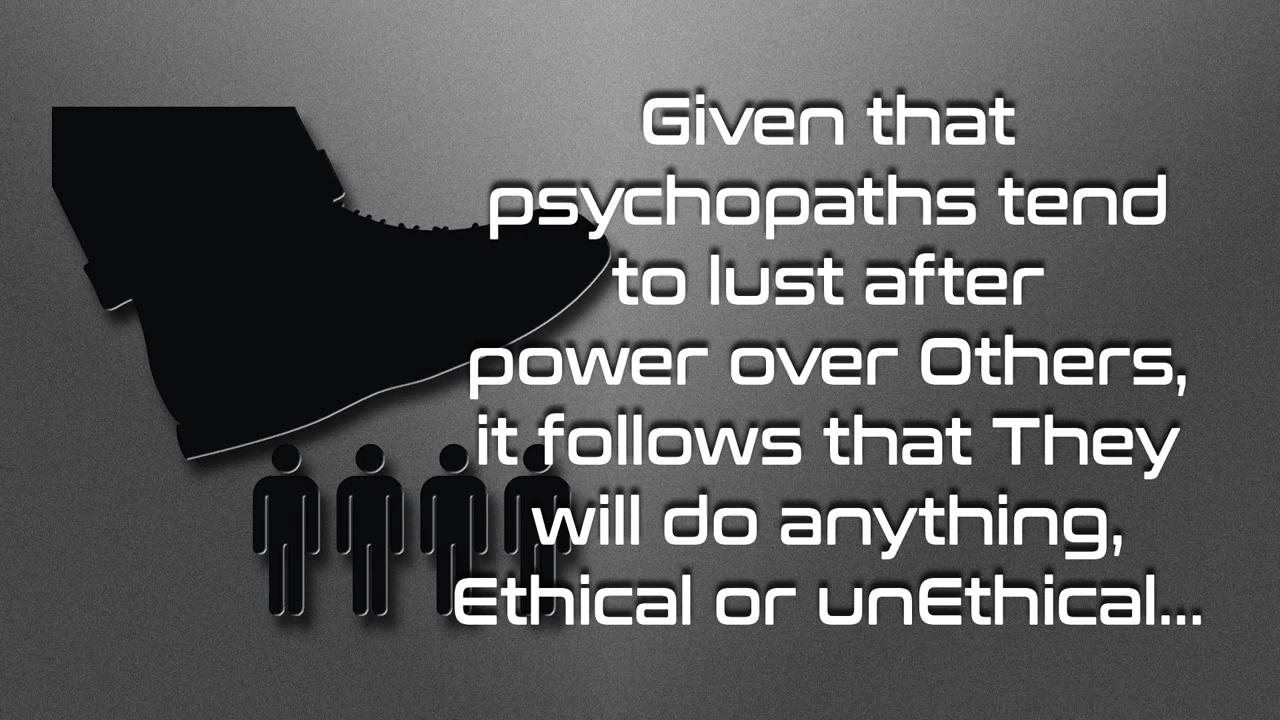 Given that
psychopaths tend
to lust after
power over Others,
it follows that They
will do anything,
Ethical or unEthical...